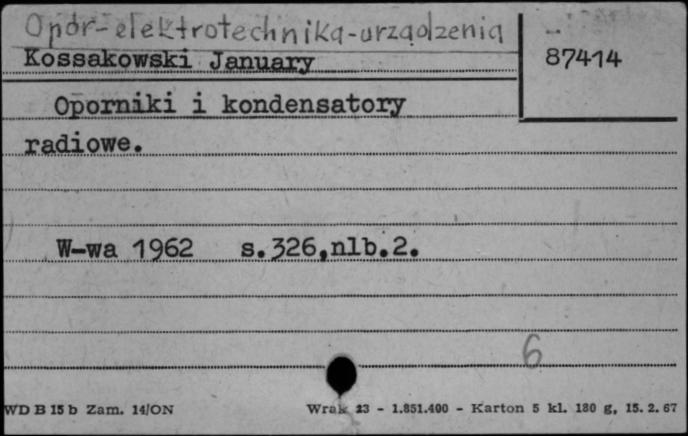 Opór-elektrotechnika-urządzenia
Kossakowski January
87414
Oporniki i kondensatory
radiowe.
W-wa 1962 s.326,nlb.2.
6
WD B 15 b Zam. 14/ON
Wrak 23 - 1.851.400 - Karton 5 kl. 180 g, 15. 2. 67